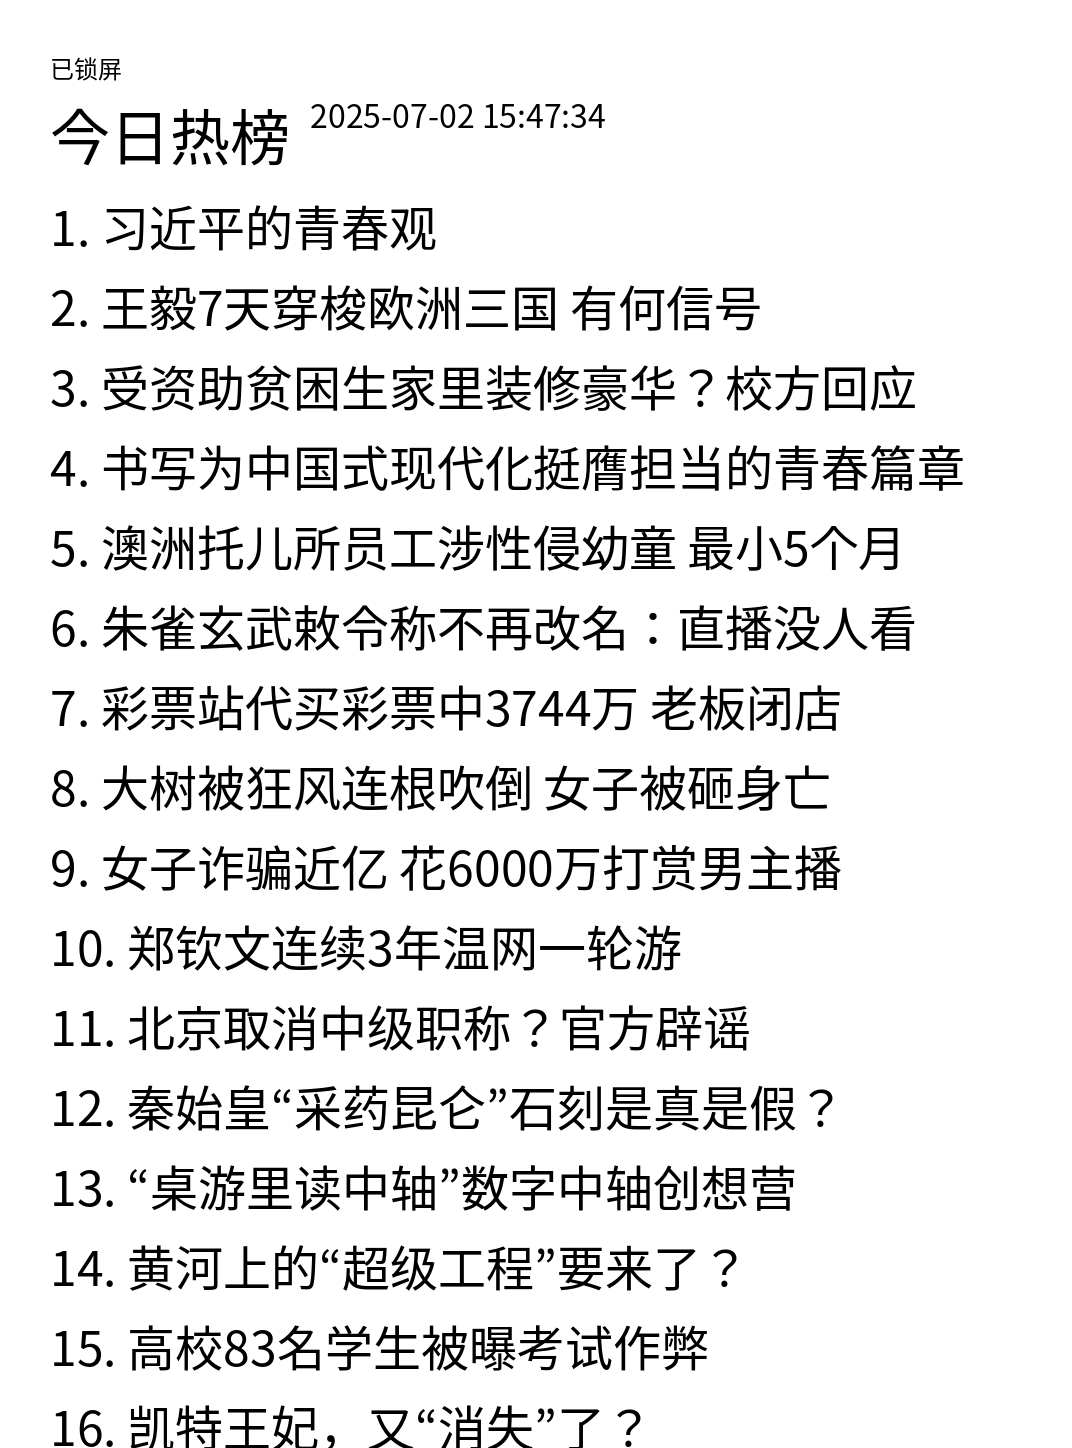 已锁屏
今日热榜 2025-07-02 15:47:34
1. 习近平的青春观
2. 王毅7天穿梭欧洲三国 有何信号
3. 受资助贫困生家里装修豪华？校方回应
4. 书写为中国式现代化挺膺担当的青春篇章
5. 澳洲托儿所员工涉性侵幼童 最小5个月
6. 朱雀玄武敕令称不再改名：直播没人看
7. 彩票站代买彩票中3744万 老板闭店
8. 大树被狂风连根吹倒 女子被砸身亡
9. 女子诈骗近亿 花6000万打赏男主播
10. 郑钦文连续3年温网一轮游
11. 北京取消中级职称？官方辟谣
12. 秦始皇“采药昆仑”石刻是真是假？
13. “桌游里读中轴”数字中轴创想营
14. 黄河上的“超级工程”要来了？
15. 高校83名学生被曝考试作弊
16. 凯特王妃，又“消失”了？